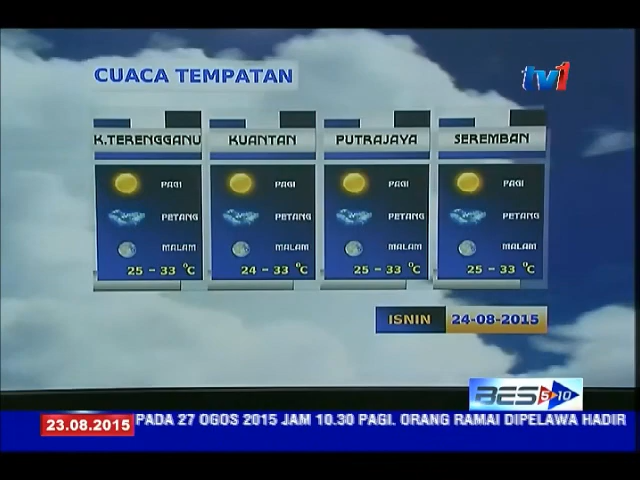 CUACA TEMPATAN
tv1
K.TERENGGANU
PAGI
PETANG
MALAM
25 – 33 °C
KUANTAN
PAGI
PETANG
MALAM
24 – 33 °C
PUTRAJAYA
PAGI
PETANG
MALAM
25 – 33 °C
SEREMBAN
PAGI
PETANG
MALAM
25 – 33 °C
ISNIN 24-08-2015
BES 5 10
23.08.2015 PADA 27 OGOS 2015 JAM 10.30 PAGI. ORANG RAMAI DIPELAWA HADIR